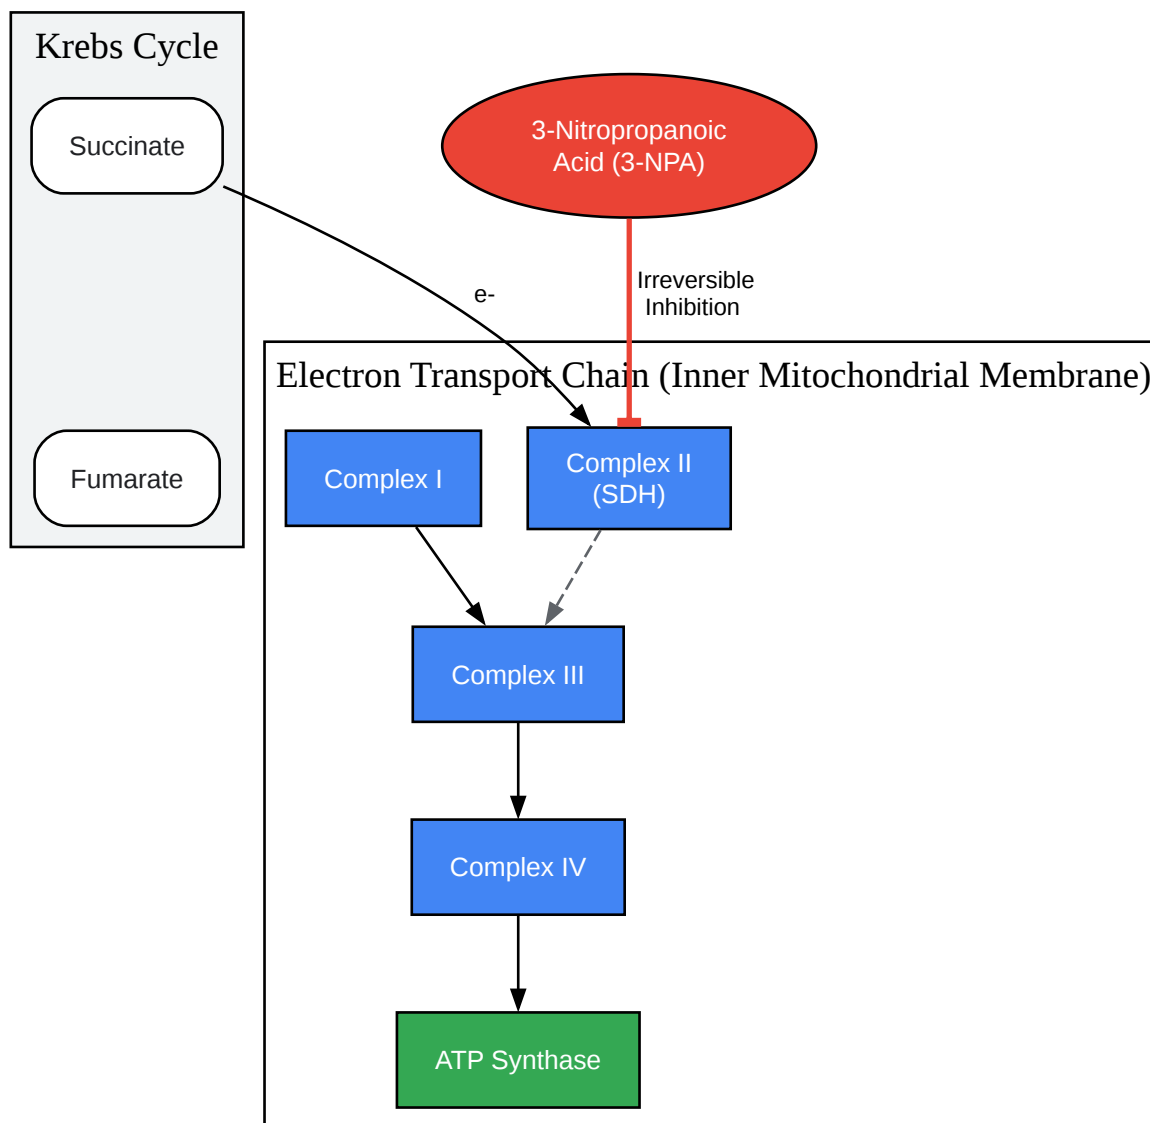 Krebs Cycle
Succinate
3-Nitropropanoic
Acid (3-NPA)
e-
Irreversible
Inhibition
Electron Transport Chain (Inner Mitochondrial Membrane)
Fumarate
Complex I
Complex II
(SDH)
Complex III
Complex IV
ATP Synthase